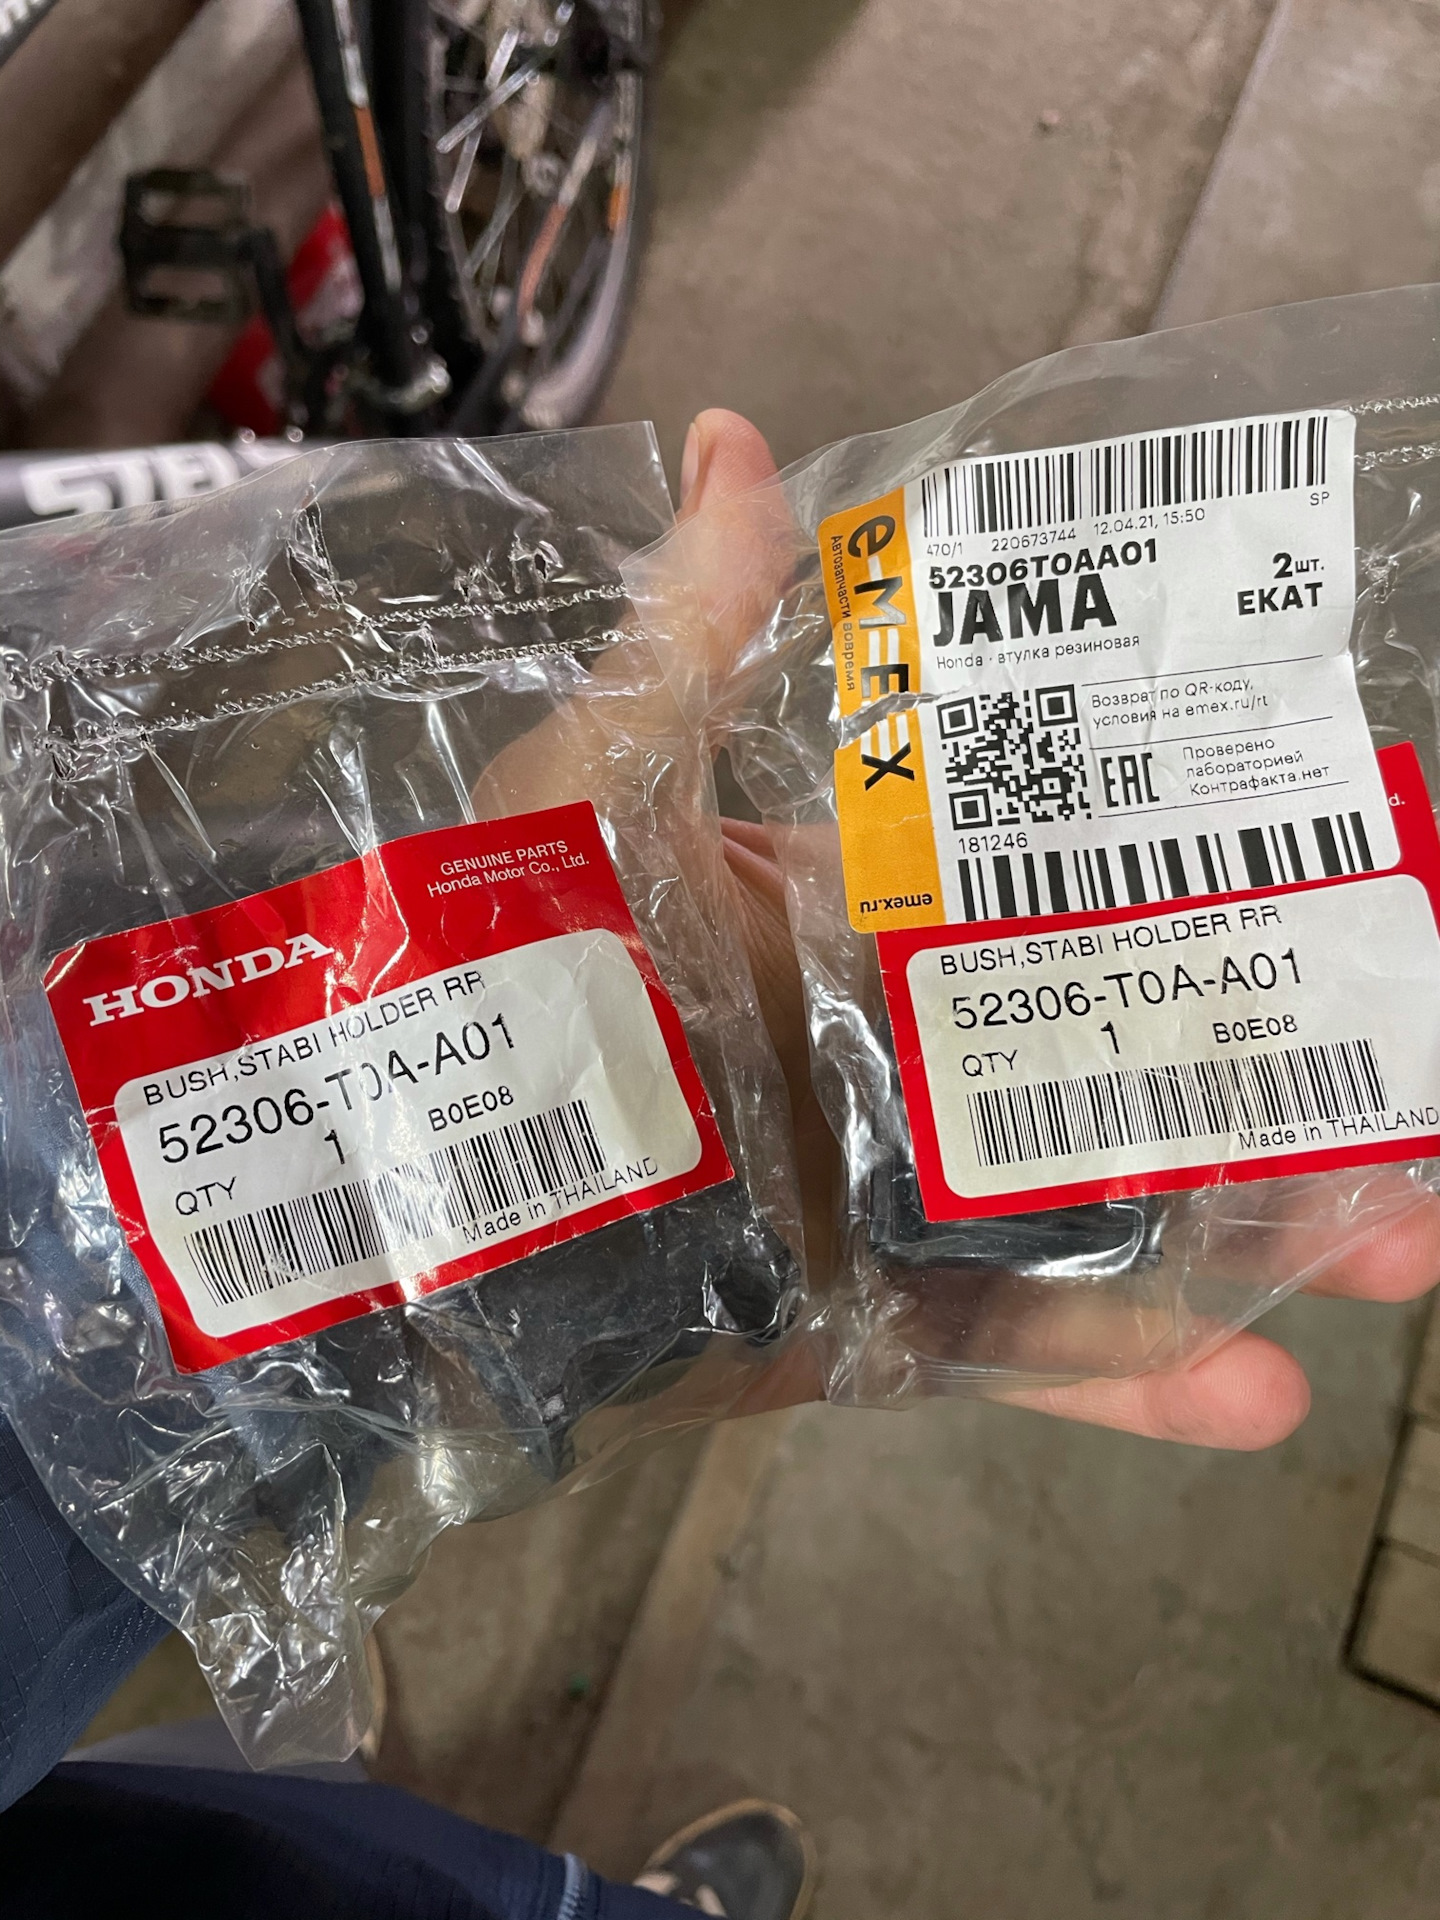 HONDA
GENUINE PARTS
Honda Motor Co., Ltd.
BUSH,STABI HOLDER RR
52306-T0A-A01
QTY 1 B0E08
Made in THAILAND
e-MEX
Автозапчасти вовремя
emex.ru
470/1 220673744 12.04.21, 15:50 SP
52306T0AA01
JAMA
2шт.
EKAT
Honda · втулка резиновая
Возврат по QR-коду,
условия на emex.ru/rt
EAC
Проверено
лабораторией
Контрафакта.нет
181246
d.
BUSH,STABI HOLDER RR
52306-T0A-A01
QTY 1 B0E08
Made in THAILAND